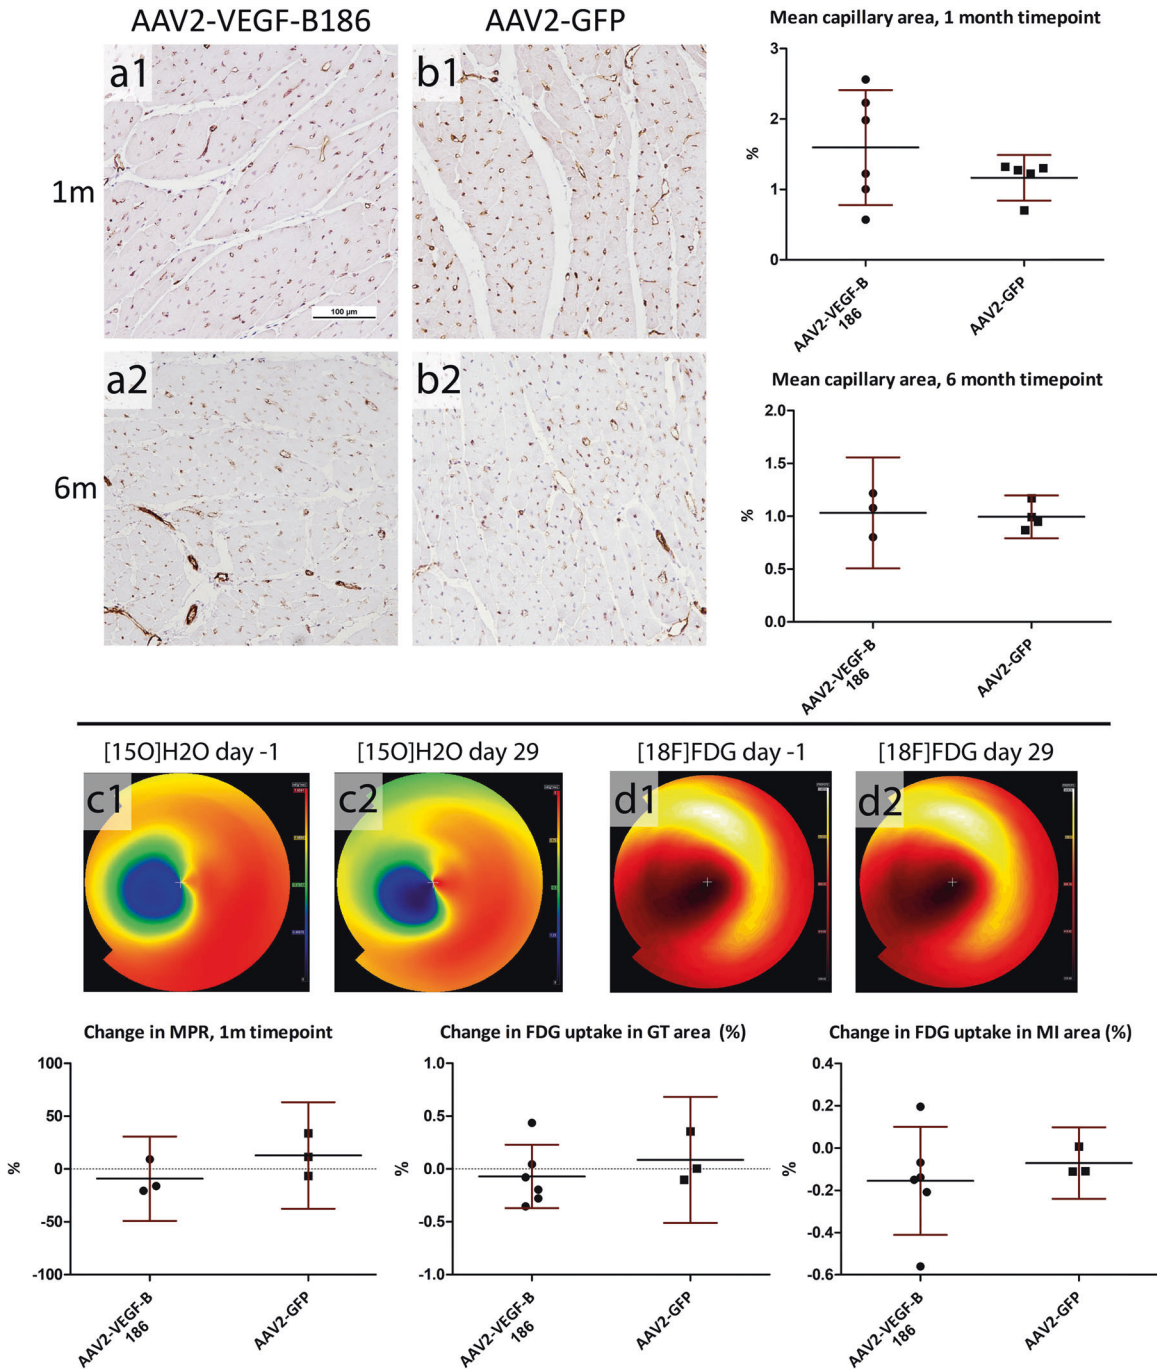 AAV2-VEGF-B186
AAV2-GFP
a1
b1
1m
100 µm
a2
b2
6m
Mean capillary area, 1 month timepoint
3
2
1
0
%
AAV2-VEGF-B
186
AAV2-GFP
Mean capillary area, 6 month timepoint
2.0
1.5
1.0
0.5
0.0
%
AAV2-VEGF-B
186
AAV2-GFP
[15O]H2O day -1
[15O]H2O day 29
[18F]FDG day -1
[18F]FDG day 29
c1
c2
d1
d2
Change in MPR, 1m timepoint
100
50
0
-50
-100
%
AAV2-VEGF-B
186
AAV2-GFP
Change in FDG uptake in GT area (%)
1.0
0.5
0.0
-0.5
-1.0
%
AAV2-VEGF-B
186
AAV2-GFP
Change in FDG uptake in MI area (%)
0.4
0.2
0.0
-0.2
-0.4
-0.6
%
AAV2-VEGF-B
186
AAV2-GFP